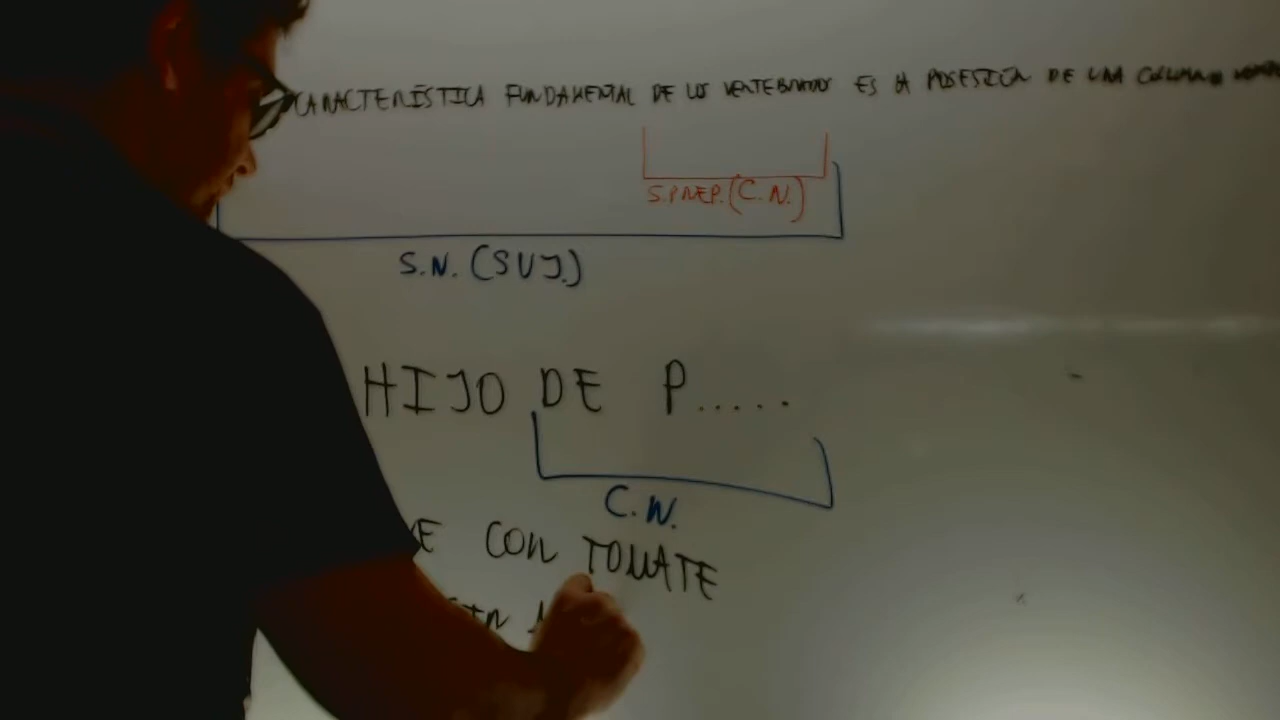 CARACTERÍSTICA FUNDAMENTAL DE LOS VERTEBRADOS ES LA POSESIÓN DE UNA COLUMNA
S.PREP. (C.N.)
S.N. (SUJ.)
HIJO DE P.....
C.N.
CON TOMATE